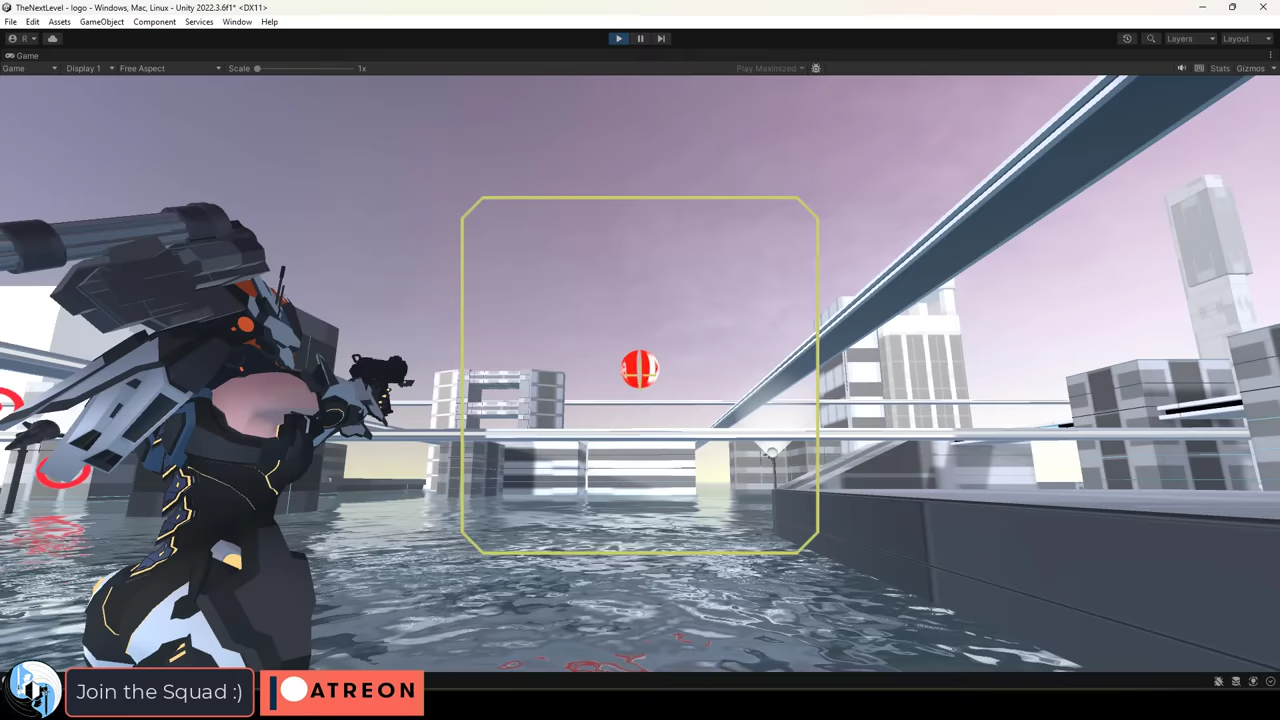 TheNextLevel - logo - Windows, Mac, Linux - Unity 2022.3.6f1* <DX11>
File Edit Assets GameObject Component Services Window Help
R Layers Layout
Game
Game Display 1 Free Aspect Scale 1x Play Maximized Stats Gizmos
Join the Squad :) PATREON